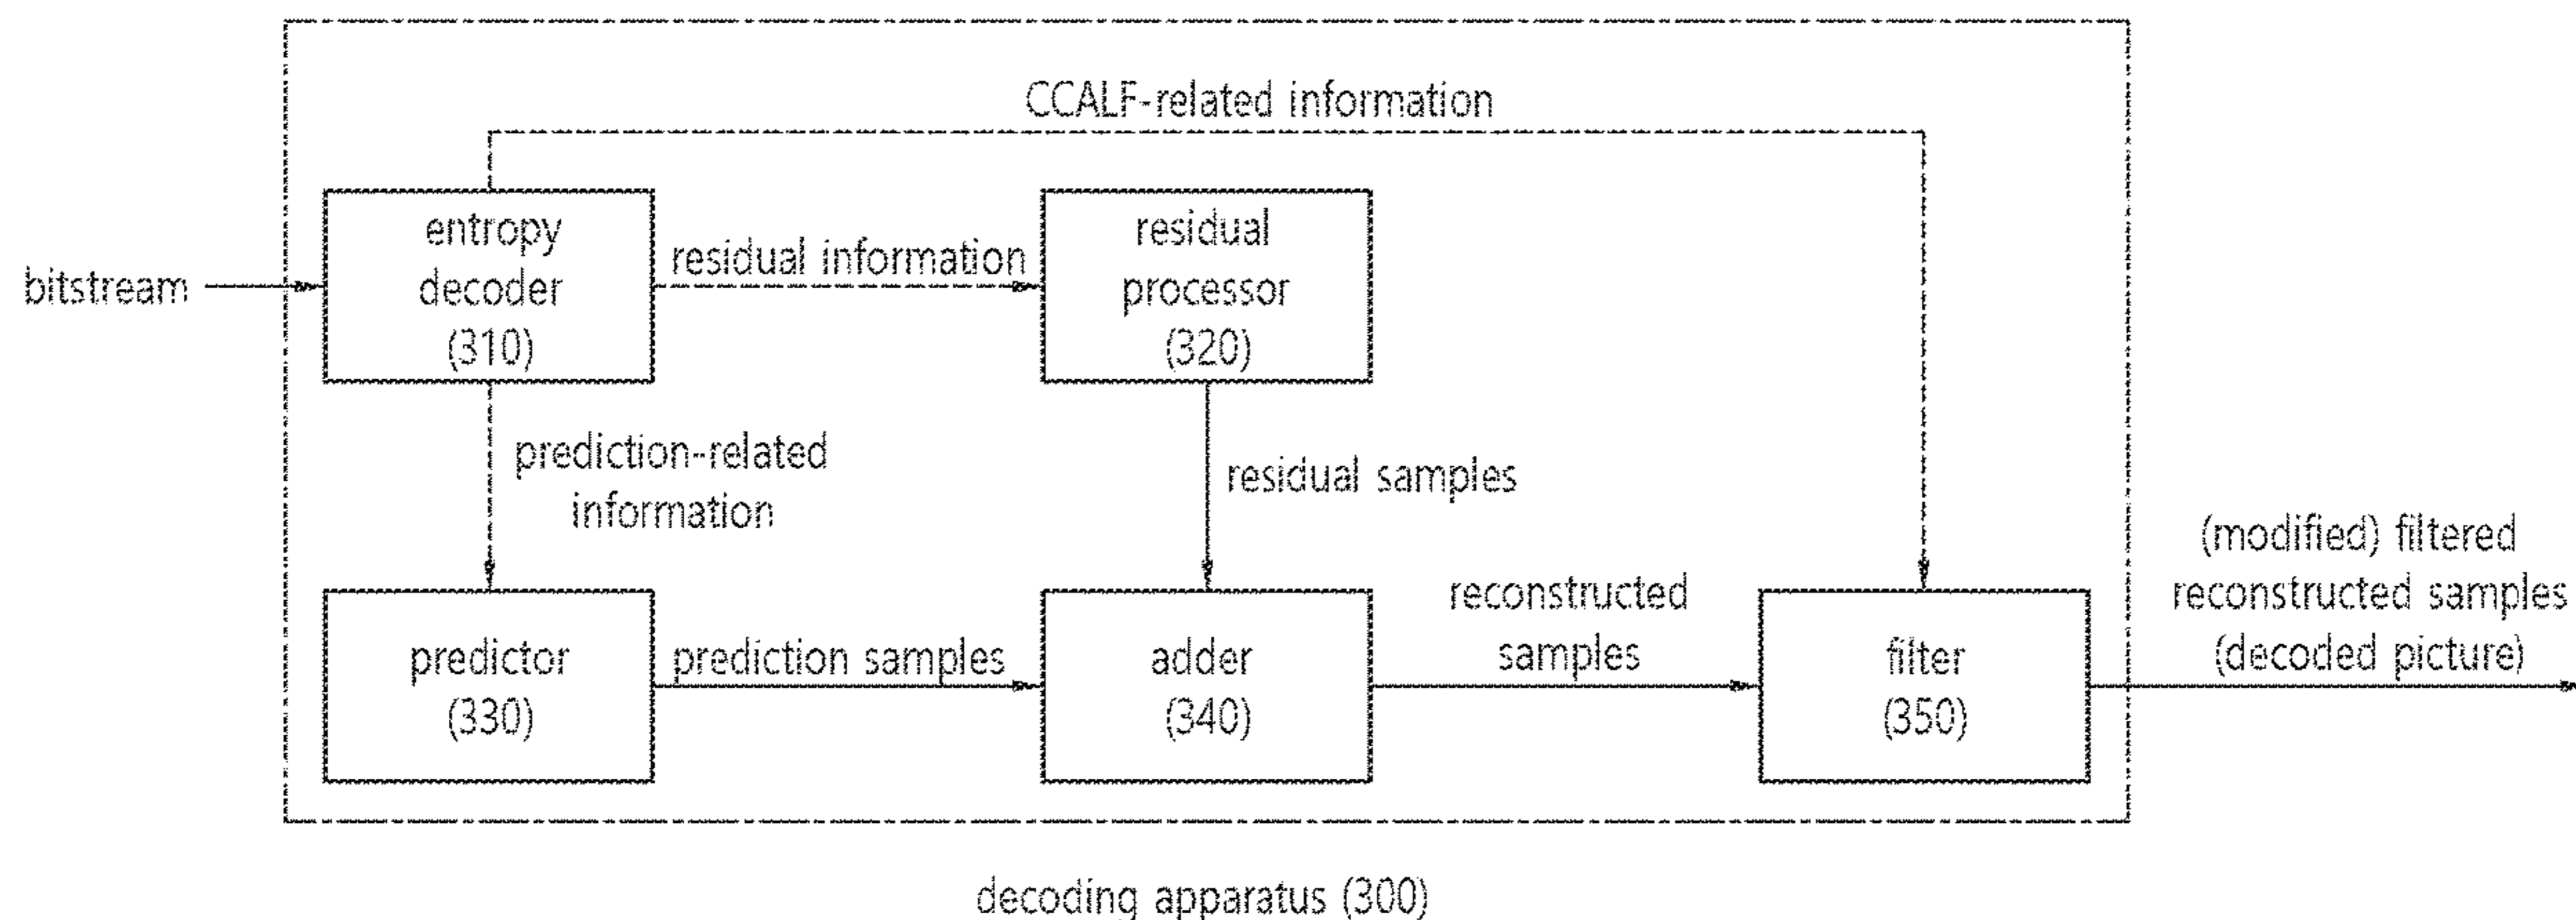 CCALF-related information
entropy
decoder
(310)
residual
processor
(320)
residual information
bitstream
prediction-related
information
residual samples
(modified) filtered
reconstructed samples
(decoded picture)
reconstructed
samples
predictor
(330)
prediction samples
adder
(340)
filter
(350)
decoding apparatus (300)